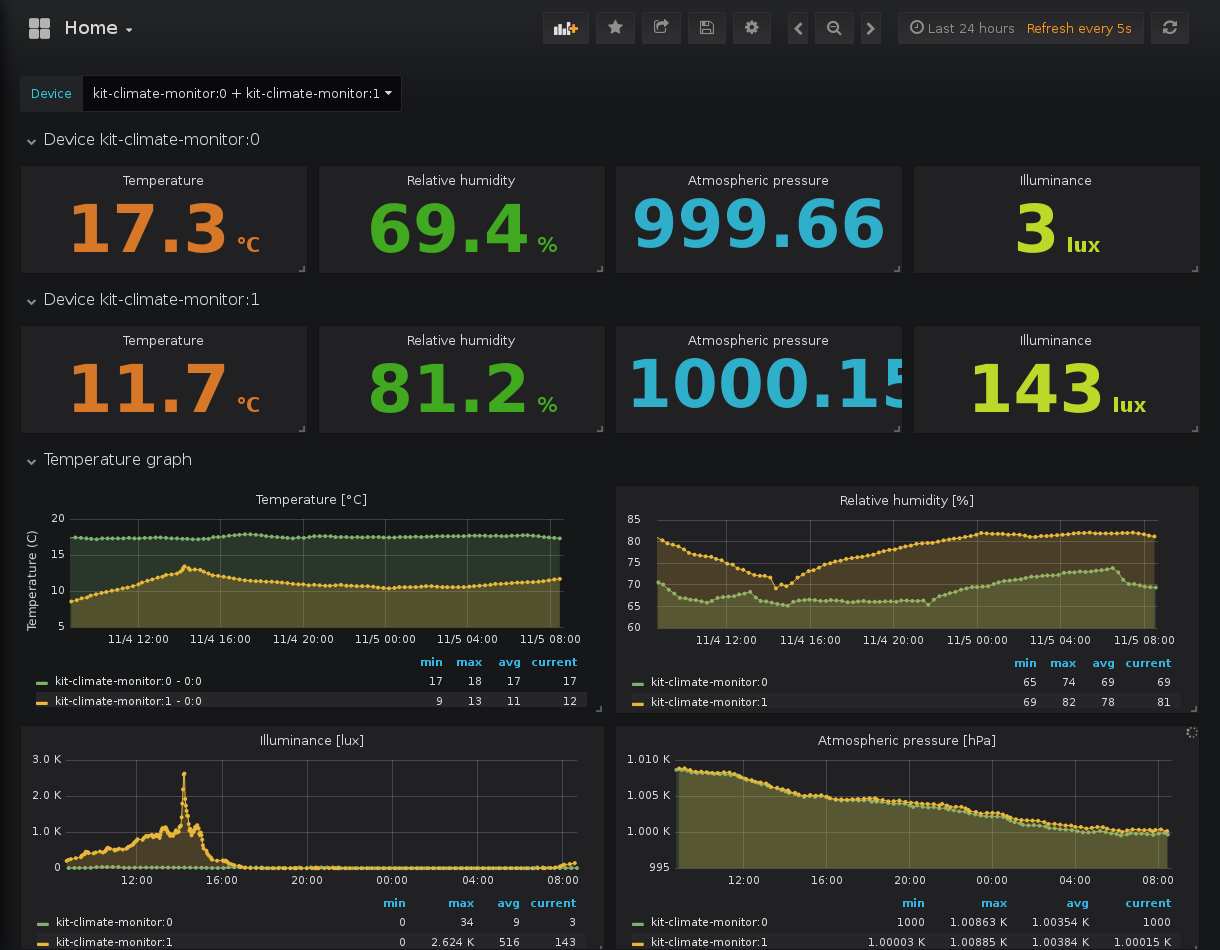 Home
Last 24 hours Refresh every 5s
Device kit-climate-monitor:0 + kit-climate-monitor:1
Device kit-climate-monitor:0
Temperature Relative humidity Atmospheric pressure Illuminance
17.3 °C 69.4 % 999.66 3 lux
Device kit-climate-monitor:1
Temperature Relative humidity Atmospheric pressure Illuminance
11.7 °C 81.2 % 1000.15 143 lux
Temperature graph
Temperature [°C]
Temperature (C)
20
15
10
5
11/4 12:00 11/4 16:00 11/4 20:00 11/5 00:00 11/5 04:00 11/5 08:00
min max avg current
kit-climate-monitor:0 - 0:0 17 18 17 17
kit-climate-monitor:1 - 0:0 9 13 11 12
Relative humidity [%]
85
80
75
70
65
60
11/4 12:00 11/4 16:00 11/4 20:00 11/5 00:00 11/5 04:00 11/5 08:00
min max avg current
kit-climate-monitor:0 65 74 69 69
kit-climate-monitor:1 69 82 78 81
Illuminance [lux]
3.0 K
2.0 K
1.0 K
0
12:00 16:00 20:00 00:00 04:00 08:00
min max avg current
kit-climate-monitor:0 0 34 9 3
kit-climate-monitor:1 0 2.624 K 516 143
Atmospheric pressure [hPa]
1.010 K
1.005 K
1.000 K
995
12:00 16:00 20:00 00:00 04:00 08:00
min max avg current
kit-climate-monitor:0 1000 1.00863 K 1.00354 K 1000
kit-climate-monitor:1 1.00003 K 1.00885 K 1.00384 K 1.00015 K